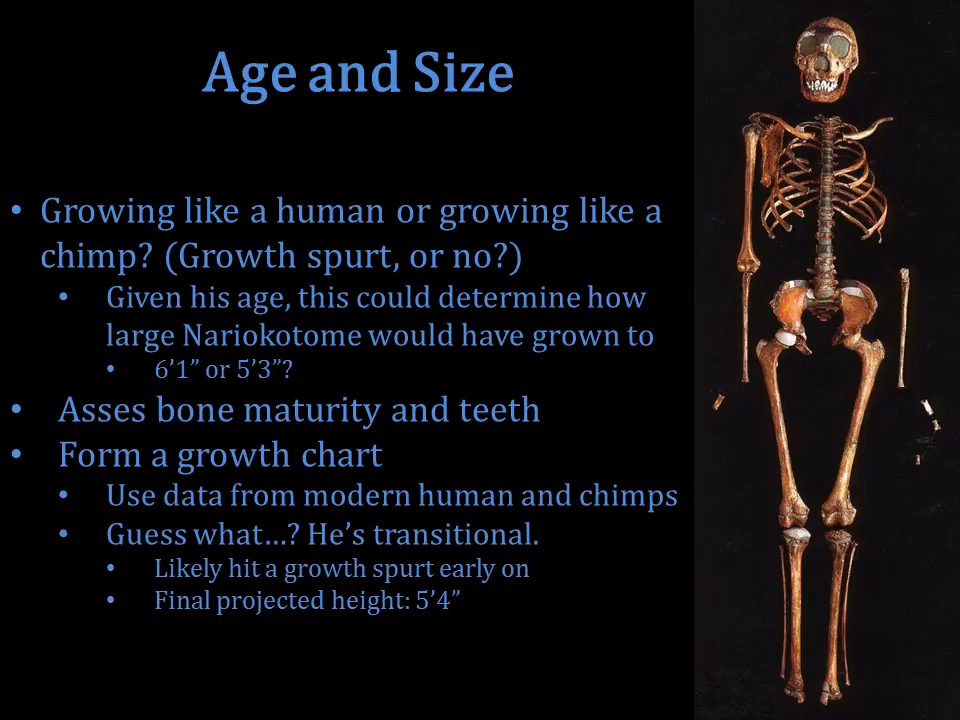 Age and Size
• Growing like a human or growing like a
chimp? (Growth spurt, or no?)
• Given his age, this could determine how
large Nariokotome would have grown to
• 6’1” or 5’3”?
• Asses bone maturity and teeth
• Form a growth chart
• Use data from modern human and chimps
• Guess what…? He’s transitional.
• Likely hit a growth spurt early on
• Final projected height: 5’4”